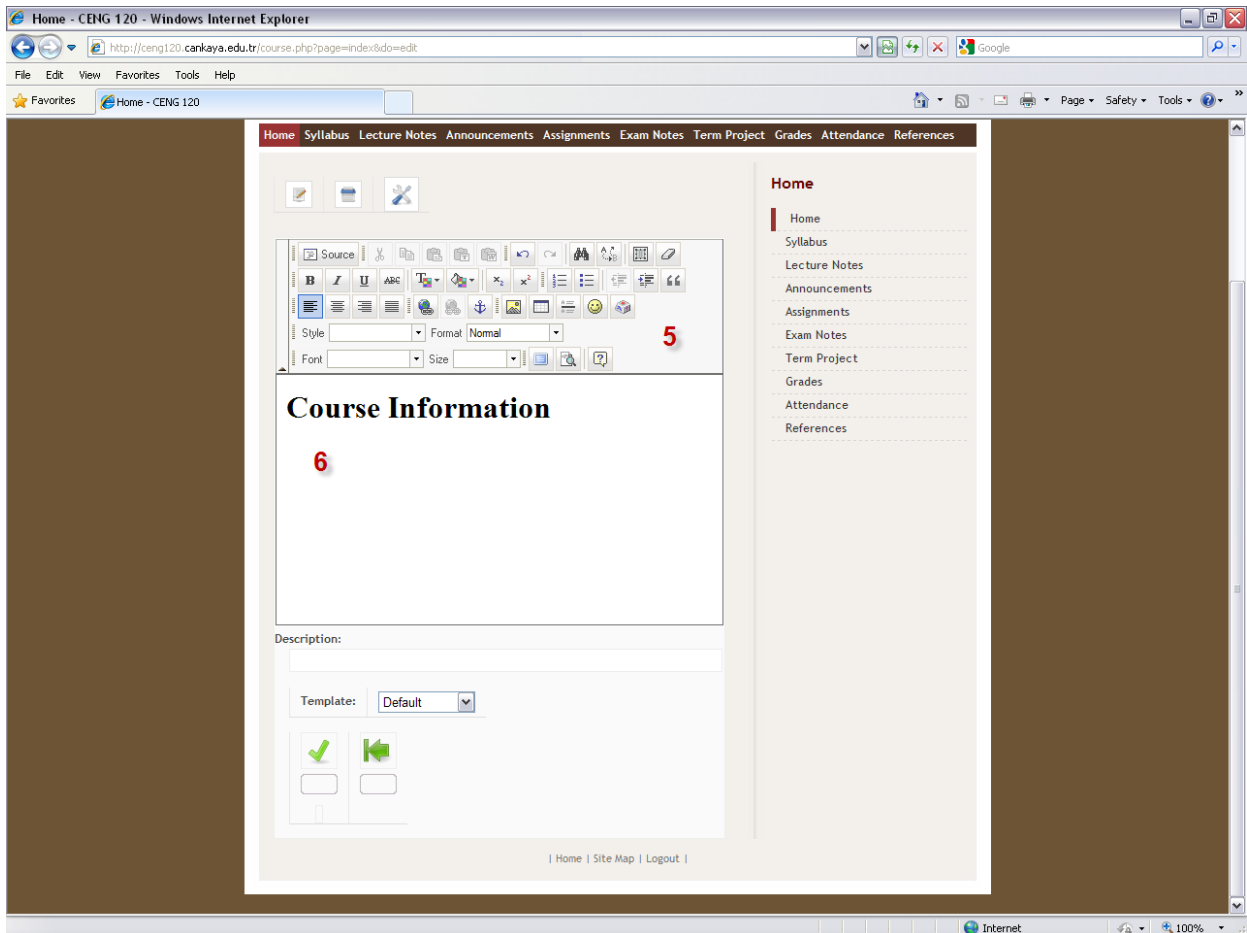 Home - CENG 120 - Windows Internet Explorer
http://ceng120.cankaya.edu.tr/course.php?page=index&do=edit
Google
File Edit View Favorites Tools Help
Favorites
Home - CENG 120
Page Safety Tools
Home Syllabus Lecture Notes Announcements Assignments Exam Notes Term Project Grades Attendance References
Home
Home
Syllabus
Lecture Notes
Announcements
Assignments
Exam Notes
Term Project
Grades
Attendance
References
Source
B I U ABC
Style Format Normal
5
Font Size
Course Information
6
Description:
Template: Default
| Home | Site Map | Logout |
Internet 100%